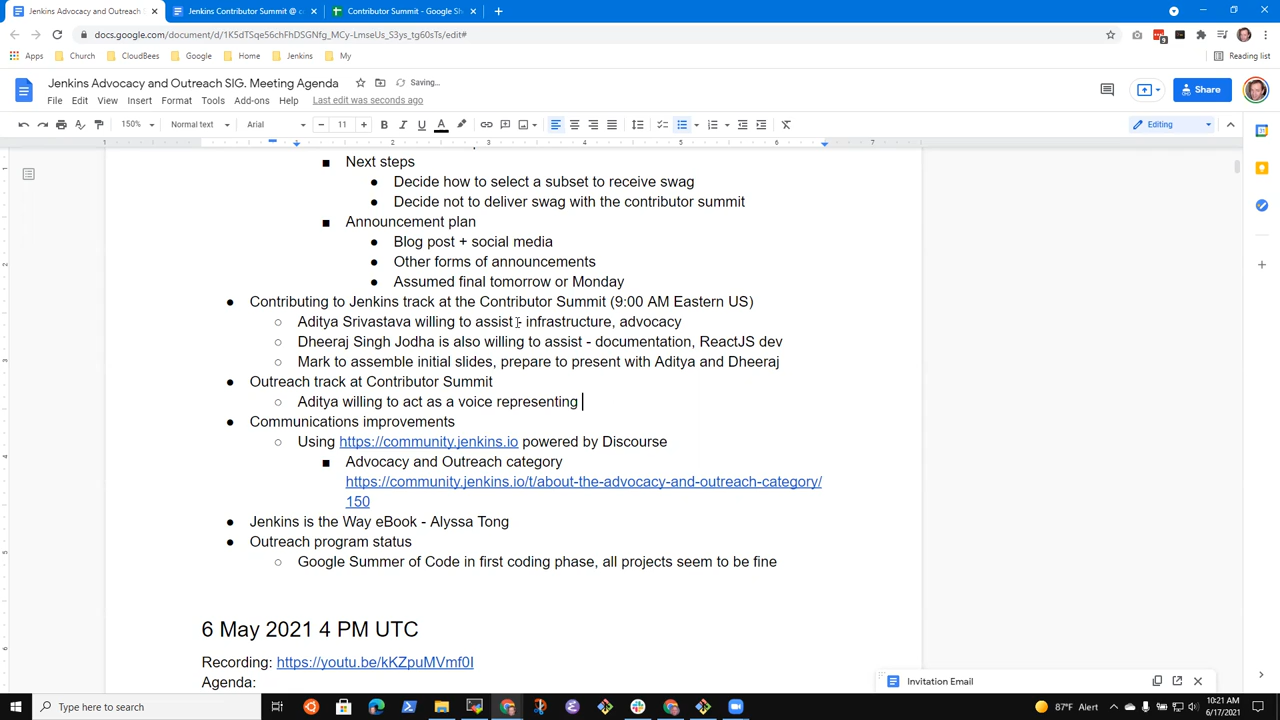 Jenkins Advocacy and Outreach S
Jenkins Contributor Summit @ c
Contributor Summit - Google Sh
docs.google.com/document/d/1K5dTSqe56chFhDSGNfg_MCy-LmseUs_S3ys_tg60sTs/edit#
Apps Church CloudBees Google Home Jenkins My Reading list
Jenkins Advocacy and Outreach SIG. Meeting Agenda Saving...
File Edit View Insert Format Tools Add-ons Help Last edit was seconds ago
Share
150% Normal text Arial 11 Editing
1 1 2 3 4 5 6 7
Next steps
Decide how to select a subset to receive swag
Decide not to deliver swag with the contributor summit
Announcement plan
Blog post + social media
Other forms of announcements
Assumed final tomorrow or Monday
Contributing to Jenkins track at the Contributor Summit (9:00 AM Eastern US)
Aditya Srivastava willing to assist - infrastructure, advocacy
Dheeraj Singh Jodha is also willing to assist - documentation, ReactJS dev
Mark to assemble initial slides, prepare to present with Aditya and Dheeraj
Outreach track at Contributor Summit
Aditya willing to act as a voice representing
Communications improvements
Using https://community.jenkins.io powered by Discourse
Advocacy and Outreach category
https://community.jenkins.io/t/about-the-advocacy-and-outreach-category/
150
Jenkins is the Way eBook - Alyssa Tong
Outreach program status
Google Summer of Code in first coding phase, all projects seem to be fine
6 May 2021 4 PM UTC
Recording: https://youtu.be/kKZpuMVmf0I
Agenda:
Invitation Email
Type here to search
87°F Alert
10:21 AM
6/17/2021